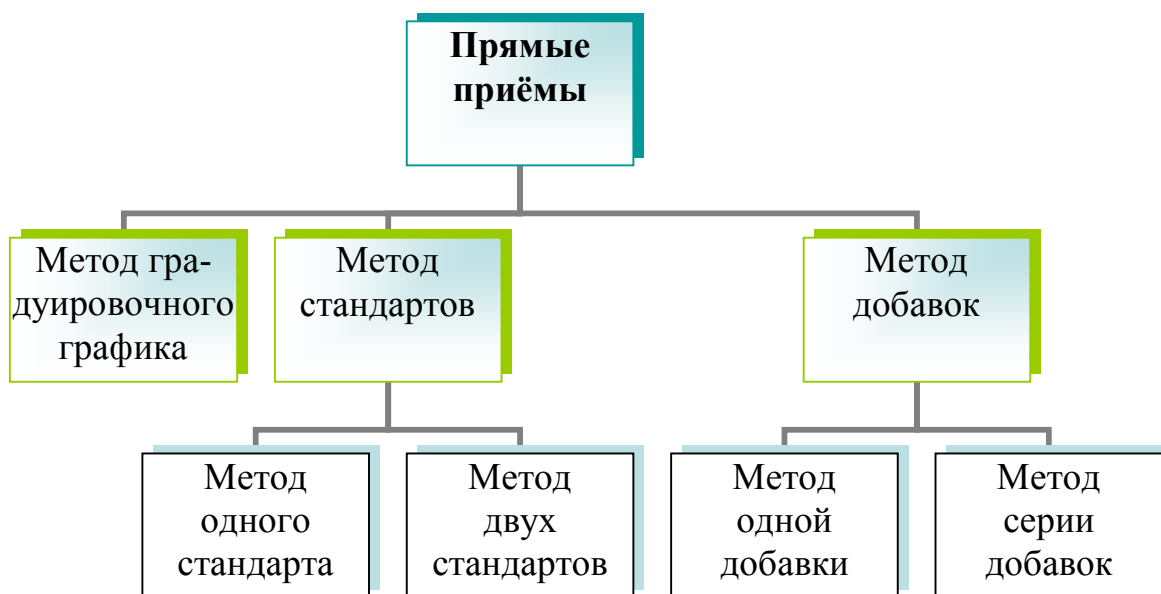 Прямые
приёмы
Метод гра-
дуировочного
графика
Метод
стандартов
Метод
добавок
Метод
одного
стандарта
Метод
двух
стандартов
Метод
одной
добавки
Метод
серии
добавок